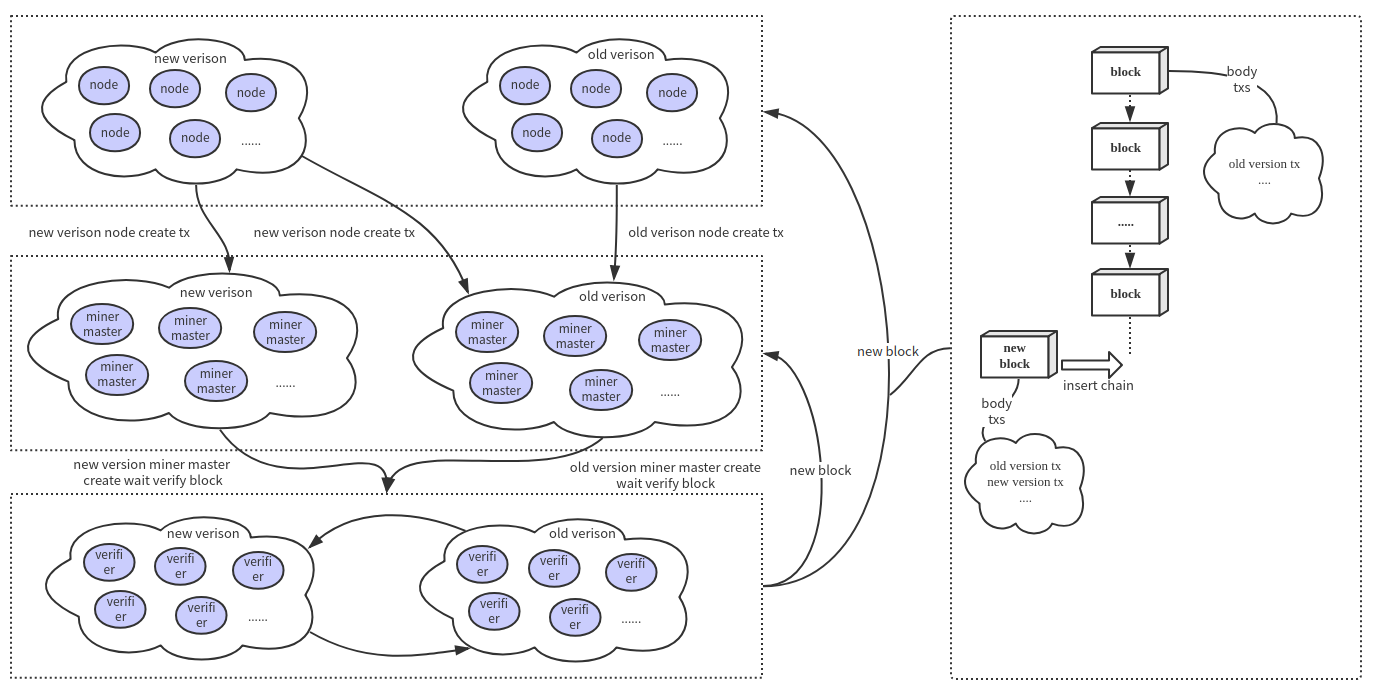 new verison
node
node
node
node
node
......
old verison
node
node
node
node
node
......
new verison node create tx
new verison node create tx
old verison node create tx
new verison
miner
master
miner
master
miner
master
miner
master
miner
master
......
old verison
miner
master
miner
master
miner
master
miner
master
miner
master
......
new version miner master
create wait verify block
old version miner master create
wait verify block
new verison
verifi
er
verifi
er
verifi
er
verifi
er
verifi
er
......
old verison
verifi
er
verifi
er
verifi
er
verifi
er
verifi
er
......
new block
new block
block
body
txs
block
old version tx
....
.....
block
new
block
insert chain
body
txs
old version tx
new version tx
....